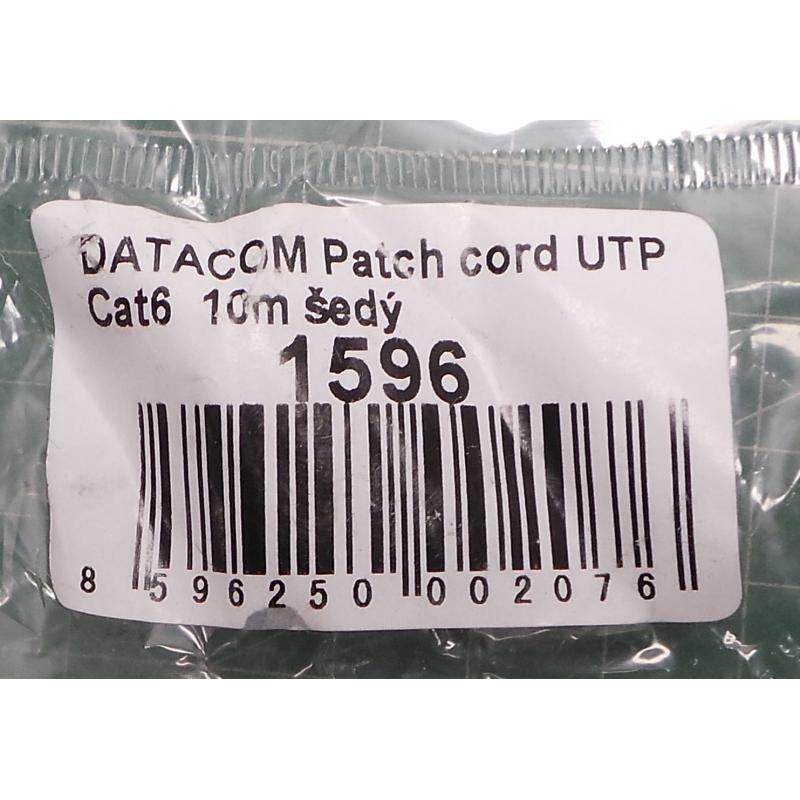 DATACOM Patch cord UTP
Cat6 10m šedý
1596
8 596250 002076